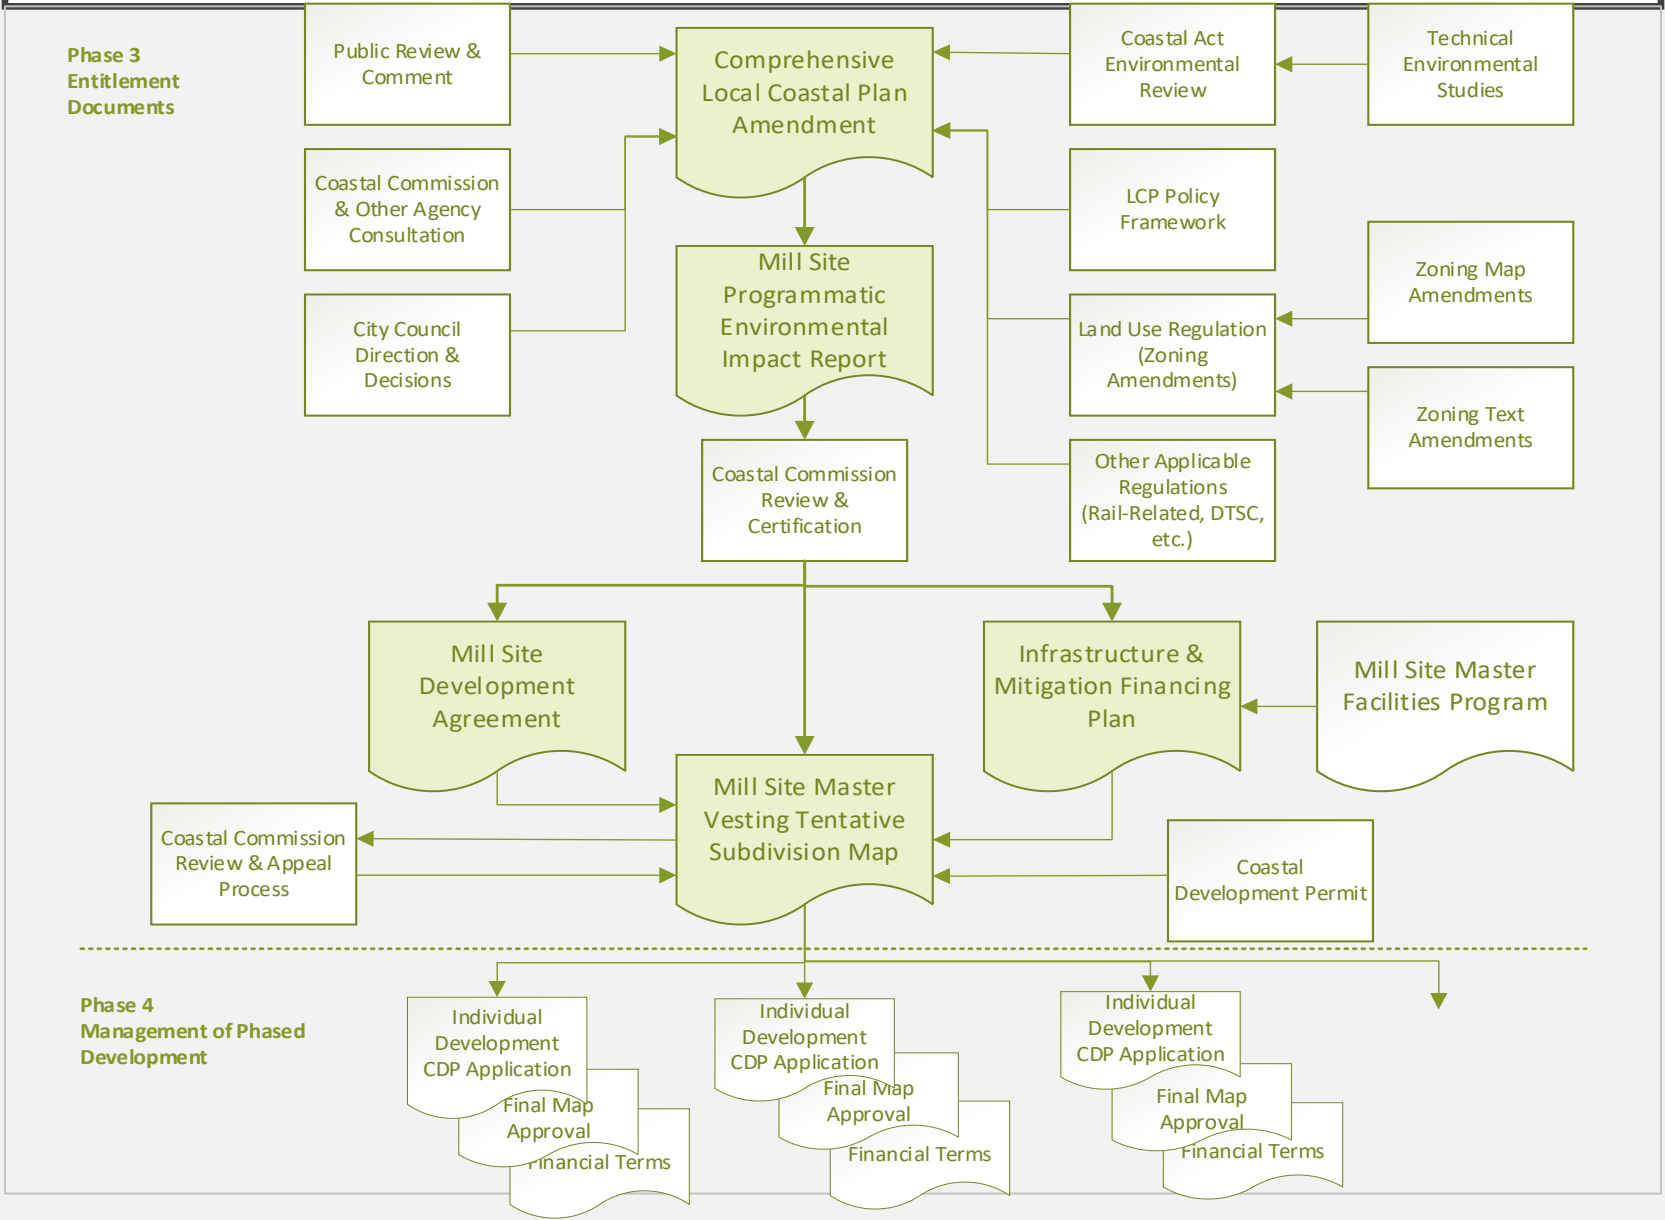 Phase 3
Entitlement
Documents
Public Review &
Comment
Comprehensive
Local Coastal Plan
Amendment
Coastal Act
Environmental
Review
Technical
Environmental
Studies
Coastal Commission
& Other Agency
Consultation
LCP Policy
Framework
Mill Site
Programmatic
Environmental
Impact Report
Zoning Map
Amendments
City Council
Direction &
Decisions
Land Use Regulation
(Zoning
Amendments)
Zoning Text
Amendments
Coastal Commission
Review &
Certification
Other Applicable
Regulations
(Rail-Related, DTSC,
etc.)
Mill Site
Development
Agreement
Infrastructure &
Mitigation Financing
Plan
Mill Site Master
Facilities Program
Mill Site Master
Vesting Tentative
Subdivision Map
Coastal Commission
Review & Appeal
Process
Coastal
Development Permit
Phase 4
Management of Phased
Development
Individual
Development
CDP Application
Final Map
Approval
Financial Terms
Individual
Development
CDP Application
Final Map
Approval
Financial Terms
Individual
Development
CDP Application
Final Map
Approval
Financial Terms